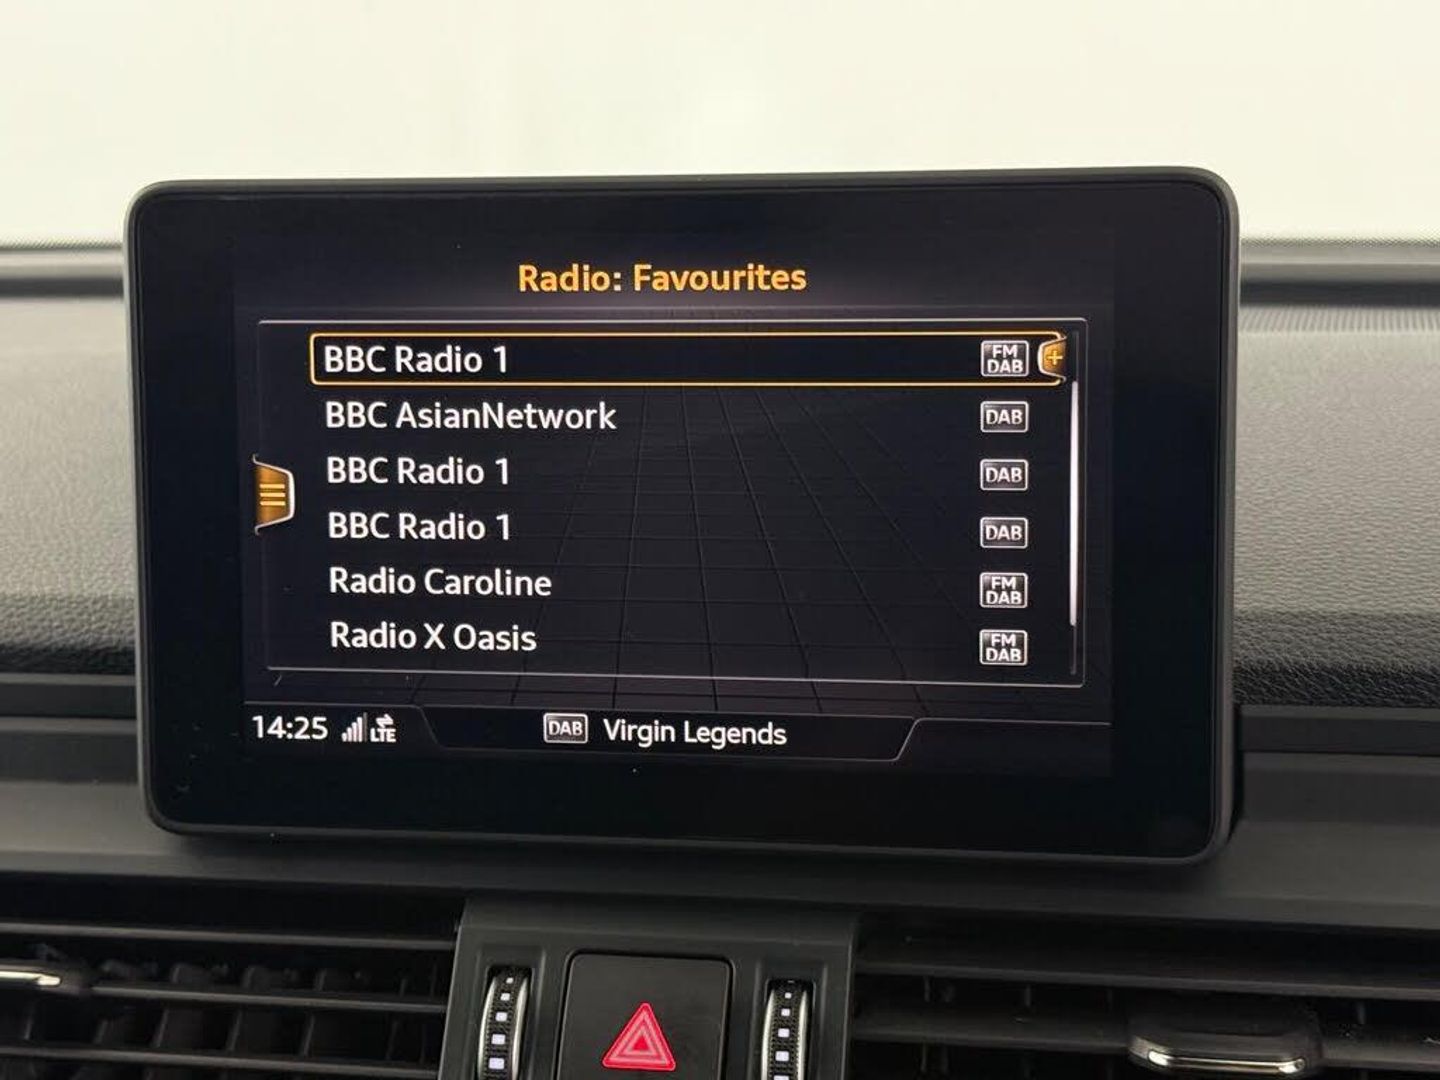 Radio: Favourites
BBC Radio 1 FM DAB
BBC AsianNetwork DAB
BBC Radio 1 DAB
BBC Radio 1 DAB
Radio Caroline FM DAB
Radio X Oasis FM DAB
14:25 LTE DAB Virgin Legends